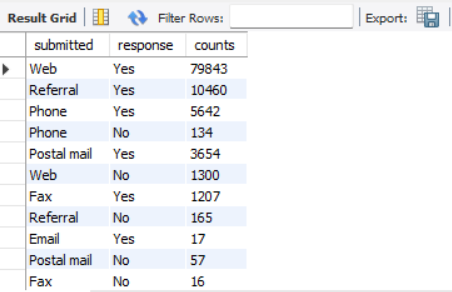 Result Grid Filter Rows: Export:
submitted response counts
Web Yes 79843
Referral Yes 10460
Phone Yes 5642
Phone No 134
Postal mail Yes 3654
Web No 1300
Fax Yes 1207
Referral No 165
Email Yes 17
Postal mail No 57
Fax No 16